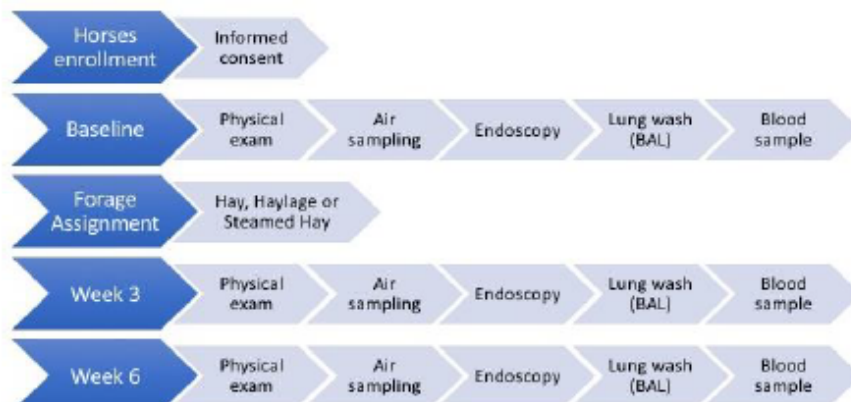 Horses
enrollment
Informed
consent
Baseline
Physical
exam
Air
sampling
Endoscopy
Lung wash
(BAL)
Blood
sample
Forage
Assignment
Hay, Haylage or
Steamed Hay
Week 3
Physical
exam
Air
sampling
Endoscopy
Lung wash
(BAL)
Blood
sample
Week 6
Physical
exam
Air
sampling
Endoscopy
Lung wash
(BAL)
Blood
sample